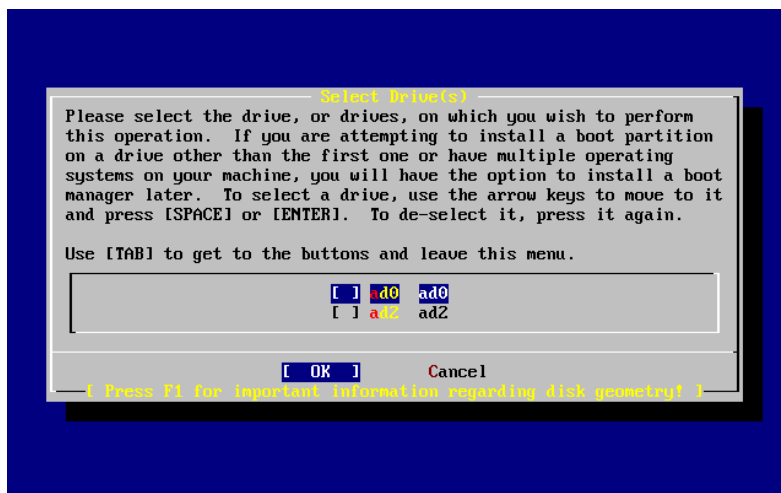 Select Drive(s)
Please select the drive, or drives, on which you wish to perform
this operation.  If you are attempting to install a boot partition
on a drive other than the first one or have multiple operating
systems on your machine, you will have the option to install a boot
manager later.  To select a drive, use the arrow keys to move to it
and press [SPACE] or [ENTER].  To de-select it, press it again.
Use [TAB] to get to the buttons and leave this menu.
[ ] ad0 ad0
[ ] ad2 ad2
[ OK ] Cancel
[ Press F1 for important information regarding disk geometry! ]